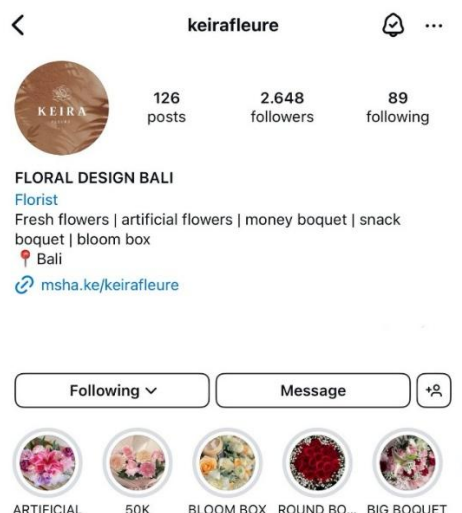 keirafleure
KEIRA
126
posts
2.648
followers
89
following
FLORAL DESIGN BALI
Florist
Fresh flowers | artificial flowers | money boquet | snack
boquet | bloom box
Bali
msha.ke/keirafleure
Following
Message
ARTIFICIAL
50K
BLOOM BOX
ROUND BO...
BIG BOQUET